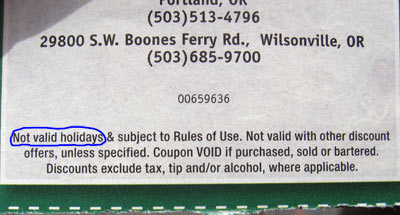 Portland, OR
(503)513-4796
29800 S.W. Boones Ferry Rd., Wilsonville, OR
(503)685-9700
00659636
Not valid holidays & subject to Rules of Use. Not valid with other discount
offers, unless specified. Coupon VOID if purchased, sold or bartered.
Discounts exclude tax, tip and/or alcohol, where applicable.